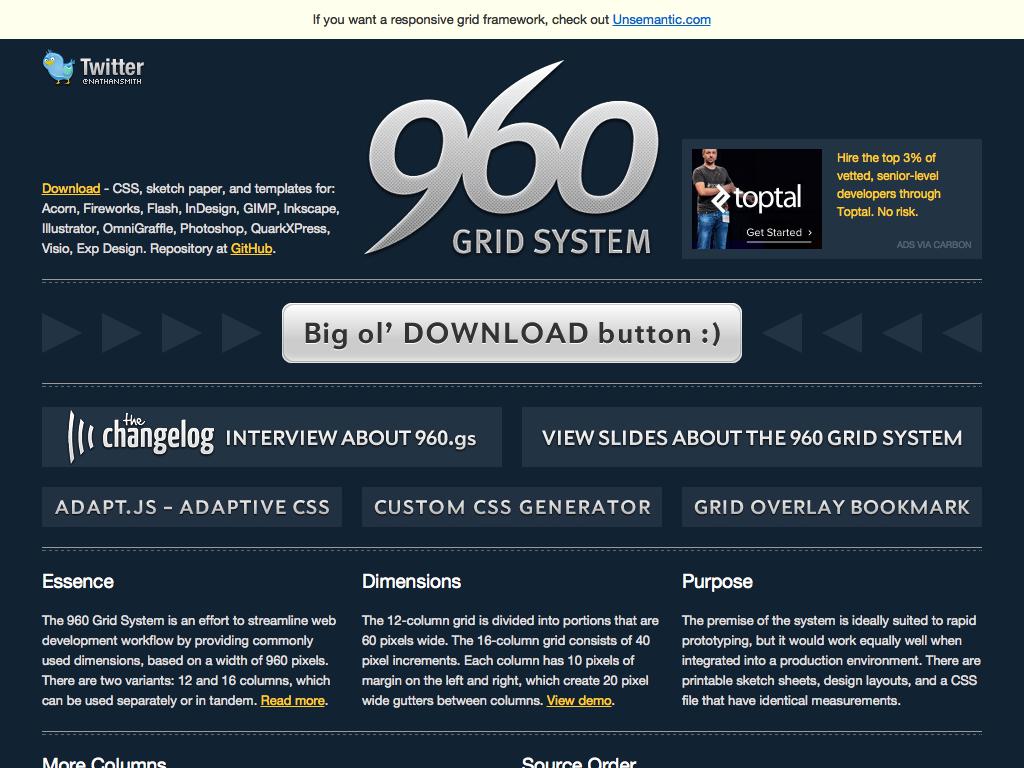 If you want a responsive grid framework, check out Unsemantic.com
Twitter
@NATHANSMITH
Download - CSS, sketch paper, and templates for:
Acorn, Fireworks, Flash, InDesign, GIMP, Inkscape,
Illustrator, OmniGraffle, Photoshop, QuarkXPress,
Visio, Exp Design. Repository at GitHub.
960
GRID SYSTEM
toptal
Get Started ›
Hire the top 3% of
vetted, senior-level
developers through
Toptal. No risk.
ADS VIA CARBON
Big ol’ DOWNLOAD button :)
the changelog INTERVIEW ABOUT 960.gs
VIEW SLIDES ABOUT THE 960 GRID SYSTEM
ADAPT.JS – ADAPTIVE CSS
CUSTOM CSS GENERATOR
GRID OVERLAY BOOKMARK
Essence
The 960 Grid System is an effort to streamline web
development workflow by providing commonly
used dimensions, based on a width of 960 pixels.
There are two variants: 12 and 16 columns, which
can be used separately or in tandem. Read more.
Dimensions
The 12-column grid is divided into portions that are
60 pixels wide. The 16-column grid consists of 40
pixel increments. Each column has 10 pixels of
margin on the left and right, which create 20 pixel
wide gutters between columns. View demo.
Purpose
The premise of the system is ideally suited to rapid
prototyping, but it would work equally well when
integrated into a production environment. There are
printable sketch sheets, design layouts, and a CSS
file that have identical measurements.
More Columns
Source Order